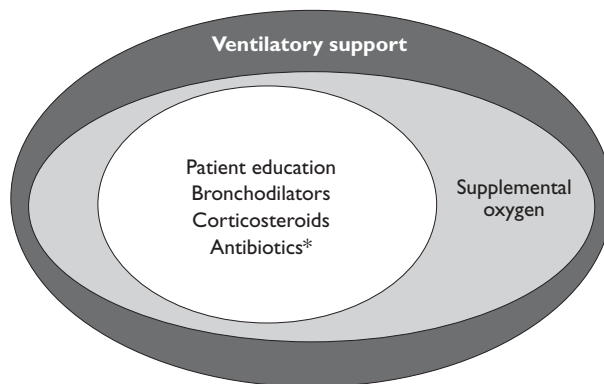 Ventilatory support
Patient education
Bronchodilators
Corticosteroids
Antibiotics*
Supplemental
oxygen